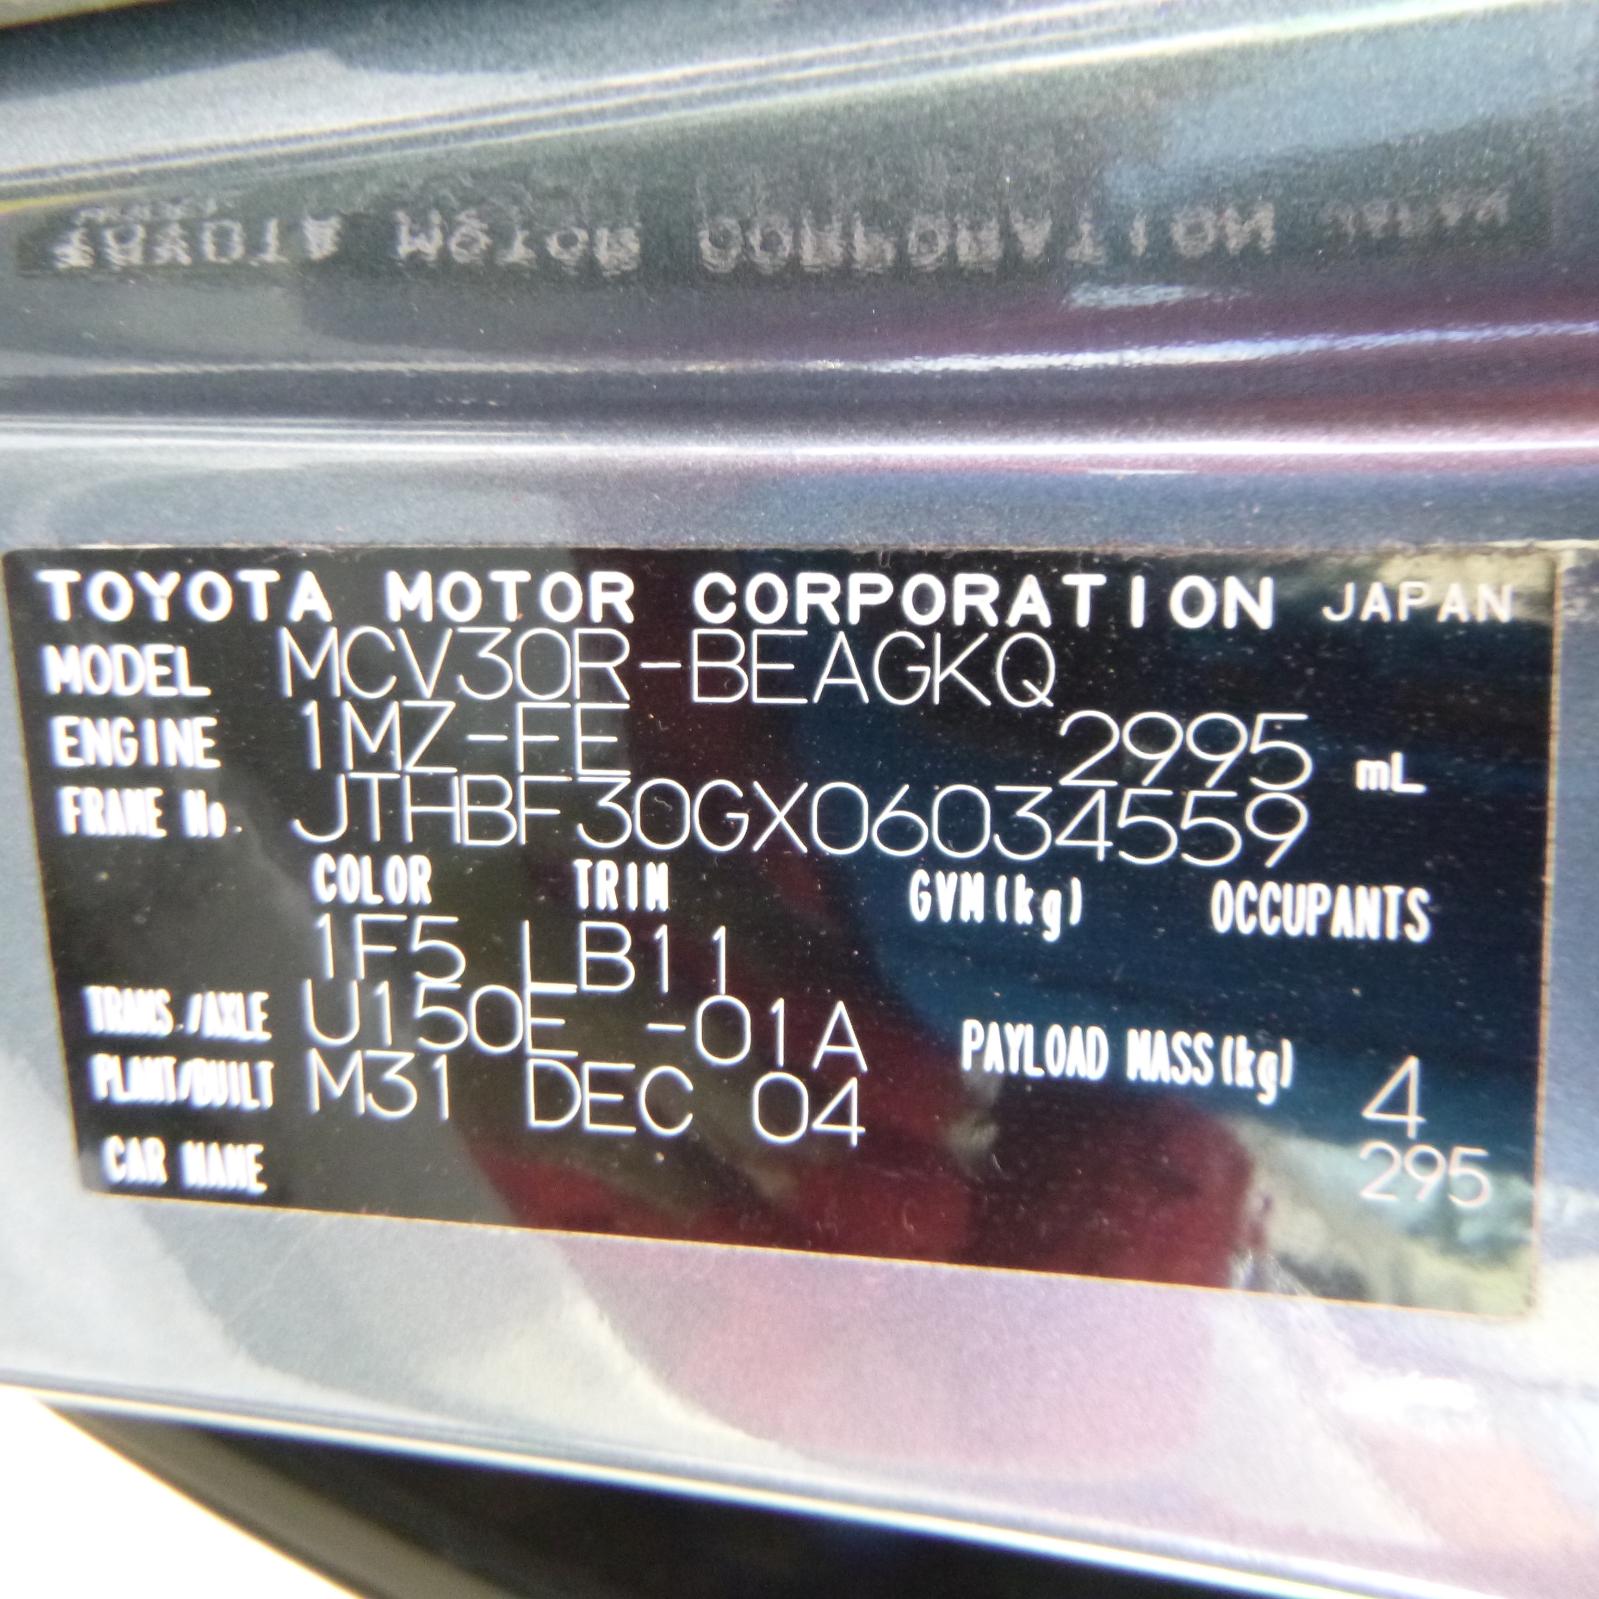 TOYOTA MOTOR CORPORATION JAPAN
MODEL MCV30R-BEAGKQ
ENGINE 1MZ-FE 2995 mL
FRAME No. JTHBF30GX06034559
COLOR TRIM GVM(kg) OCCUPANTS
1F5 LB11
TRANS./AXLE U150E -01A PAYLOAD MASS(kg) 4
PLANT/BUILT M31 DEC 04 295
CAR NAME